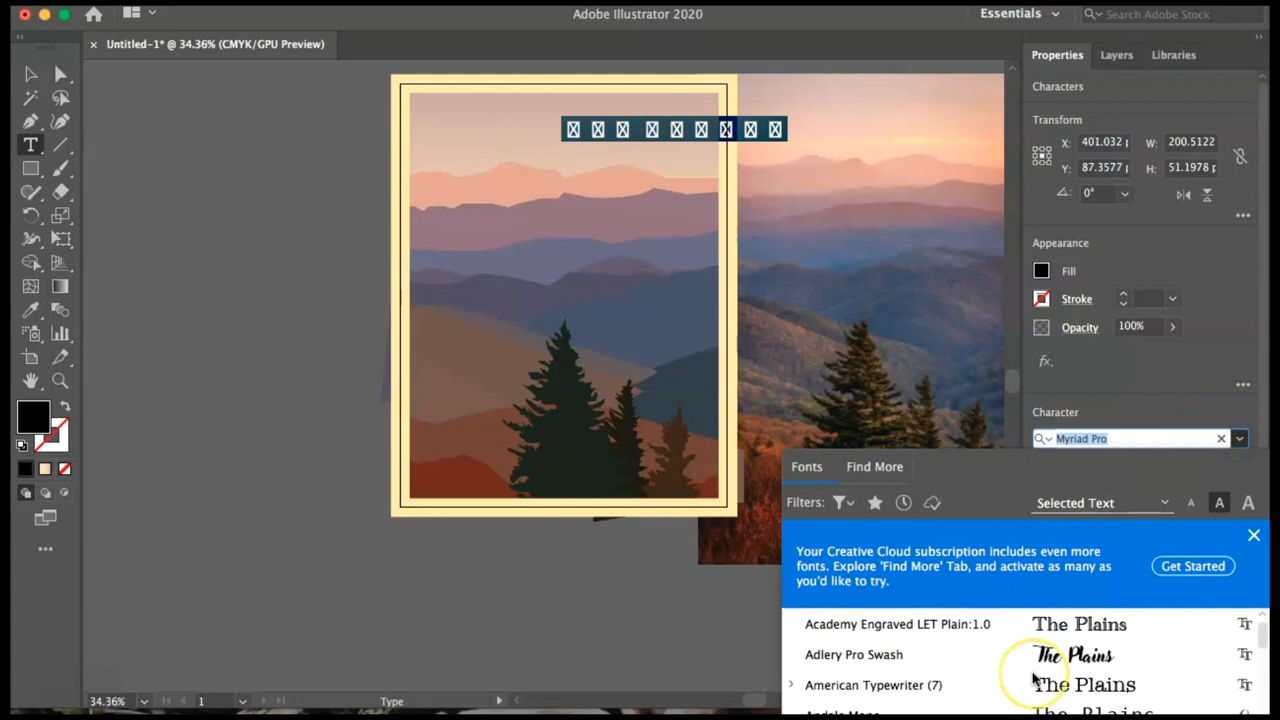 Adobe Illustrator 2020
Essentials
Search Adobe Stock
× Untitled-1* @ 34.36% (CMYK/GPU Preview)
Properties Layers Libraries
Characters
Transform
X: 401.032 p W: 200.5122
Y: 87.3577 p H: 51.1978 p
0°
Appearance
Fill
Stroke
Opacity 100%
fx.
Character
Myriad Pro
Fonts Find More
Filters: Selected Text A A A
Your Creative Cloud subscription includes even more
fonts. Explore 'Find More' Tab, and activate as many as
you'd like to try.
Get Started
Academy Engraved LET Plain:1.0 The Plains
Adlery Pro Swash The Plains
American Typewriter (7) The Plains
Andale Mono The Plains
34.36% 1 Type